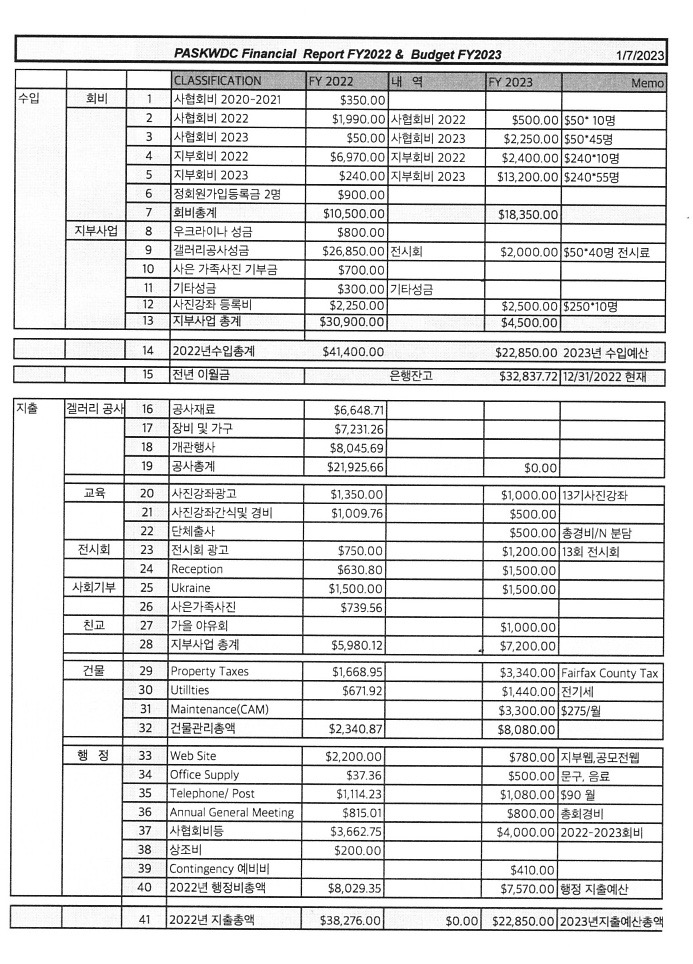 PASKWDC Financial Report FY2022 & Budget FY2023 1/7/2023
CLASSIFICATION FY 2022 내 역 FY 2023 Memo
수입 회비 1 사협회비 2020-2021 $350.00
2 사협회비 2022 $1,990.00 사협회비 2022 $500.00 $50* 10명
3 사협회비 2023 $50.00 사협회비 2023 $2,250.00 $50*45명
4 지부회비 2022 $6,970.00 지부회비 2022 $2,400.00 $240*10명
5 지부회비 2023 $240.00 지부회비 2023 $13,200.00 $240*55명
6 정회원가입등록금 2명 $900.00
7 회비총계 $10,500.00 $18,350.00
지부사업 8 우크라이나 성금 $800.00
9 갤러리공사성금 $26,850.00 전시회 $2,000.00 $50*40명 전시료
10 사은 가족사진 기부금 $700.00
11 기타성금 $300.00 기타성금
12 사진강좌 등록비 $2,250.00 $2,500.00 $250*10명
13 지부사업 총계 $30,900.00 $4,500.00
14 2022년수입총계 $41,400.00 $22,850.00 2023년 수입예산
15 전년 이월금 은행잔고 $32,837.72 12/31/2022 현재
지출 겔러리 공사 16 공사재료 $6,648.71
17 장비 및 가구 $7,231.26
18 개관행사 $8,045.69
19 공사총계 $21,925.66 $0.00
교육 20 사진강좌광고 $1,350.00 $1,000.00 13기사진강좌
21 사진강좌간식및 경비 $1,009.76 $500.00
22 단체출사 $500.00 총경비/N 분담
전시회 23 전시회 광고 $750.00 $1,200.00 13회 전시회
24 Reception $630.80 $1,500.00
사회기부 25 Ukraine $1,500.00 $1,500.00
26 사은가족사진 $739.56
친교 27 가을 야유회 $1,000.00
28 지부사업 총계 $5,980.12 $7,200.00
건물 29 Property Taxes $1,668.95 $3,340.00 Fairfax County Tax
30 Utillties $671.92 $1,440.00 전기세
31 Maintenance(CAM) $3,300.00 $275/월
32 건물관리총액 $2,340.87 $8,080.00
행 정 33 Web Site $2,200.00 $780.00 지부웹,공모전웹
34 Office Supply $37.36 $500.00 문구, 음료
35 Telephone/ Post $1,114.23 $1,080.00 $90 월
36 Annual General Meeting $815.01 $800.00 총회경비
37 사협회비등 $3,662.75 $4,000.00 2022-2023회비
38 상조비 $200.00
39 Contingency 예비비 $410.00
40 2022년 행정비총액 $8,029.35 $7,570.00 행정 지출예산
41 2022년 지출총액 $38,276.00 $0.00 $22,850.00 2023년지출예산총액